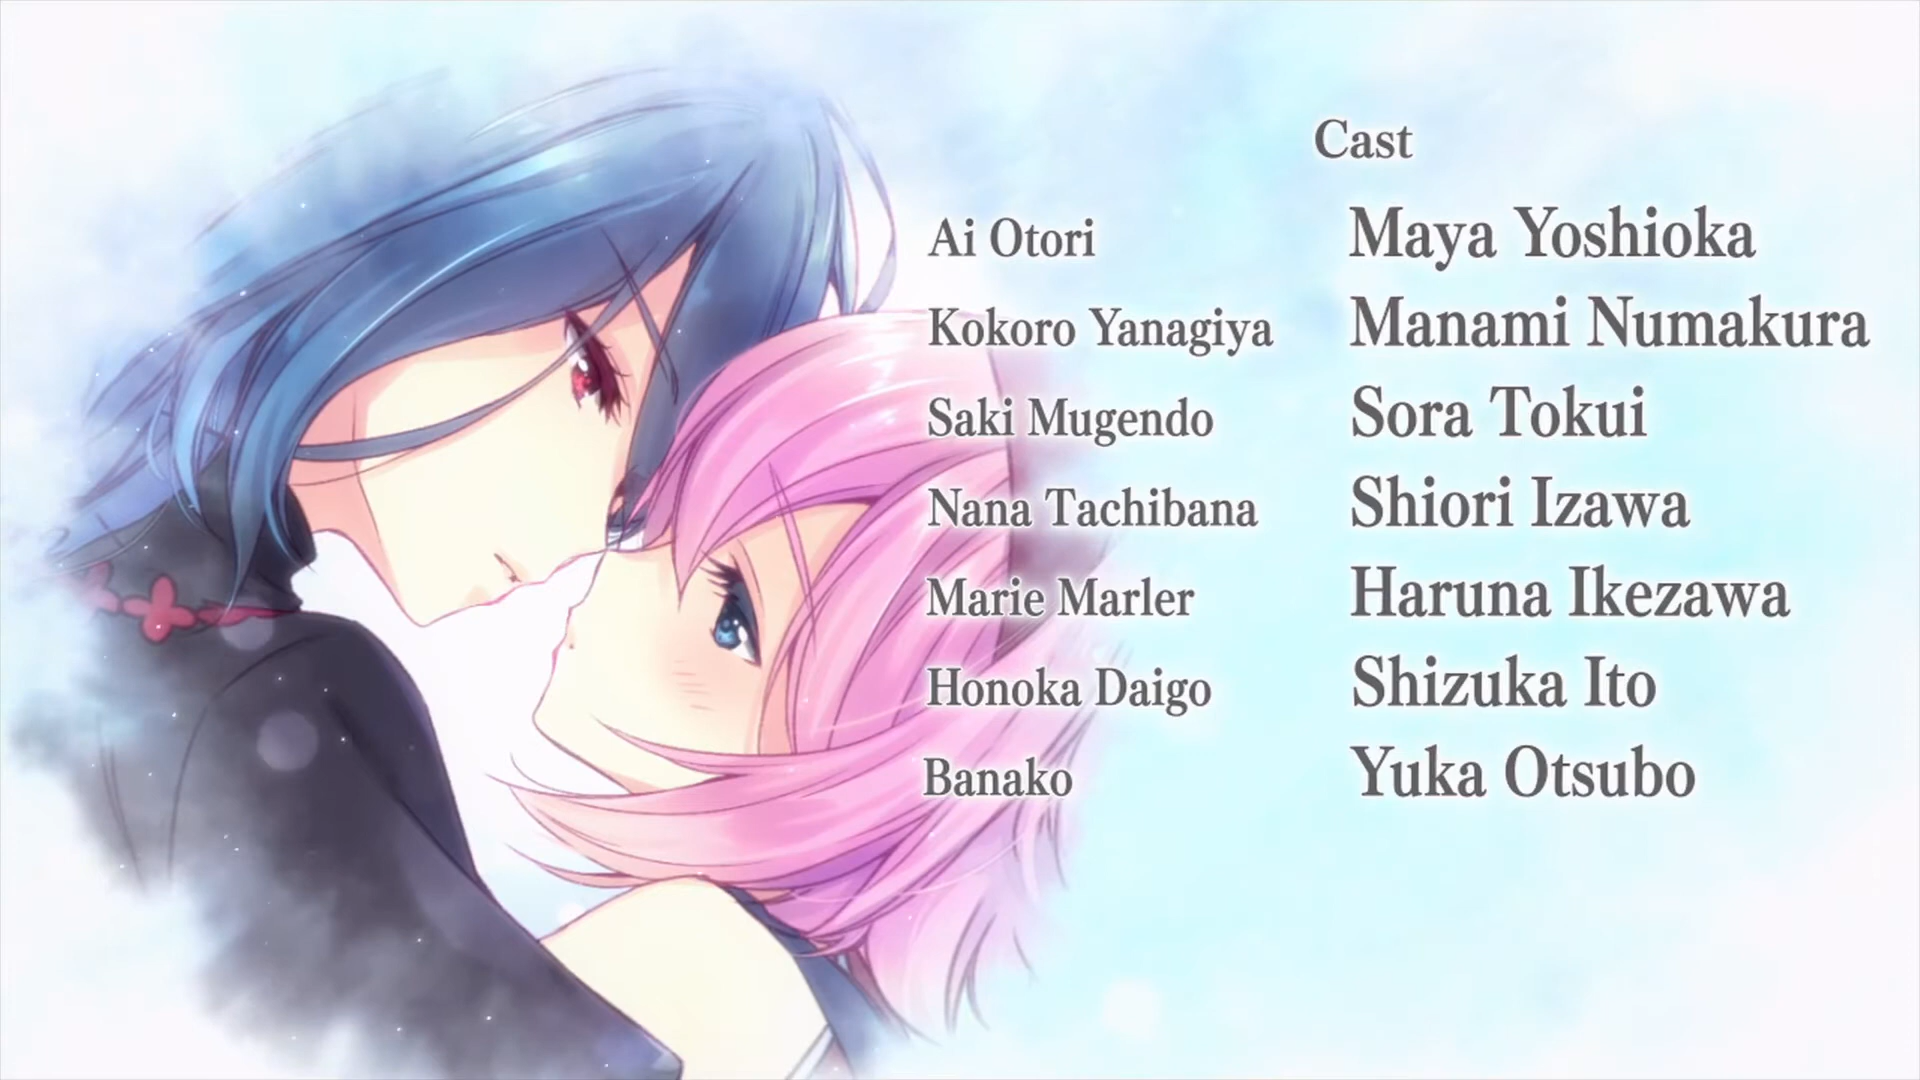 Cast
Ai Otori Maya Yoshioka
Kokoro Yanagiya Manami Numakura
Saki Mugendo Sora Tokui
Nana Tachibana Shiori Izawa
Marie Marler Haruna Ikezawa
Honoka Daigo Shizuka Ito
Banako Yuka Otsubo